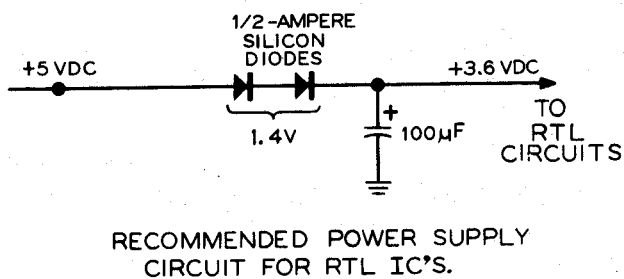 1/2-AMPERE
SILICON
DIODES
+5 VDC
+3.6 VDC
1.4V
+
100µF
TO
RTL
CIRCUITS
RECOMMENDED POWER SUPPLY
CIRCUIT FOR RTL IC'S.